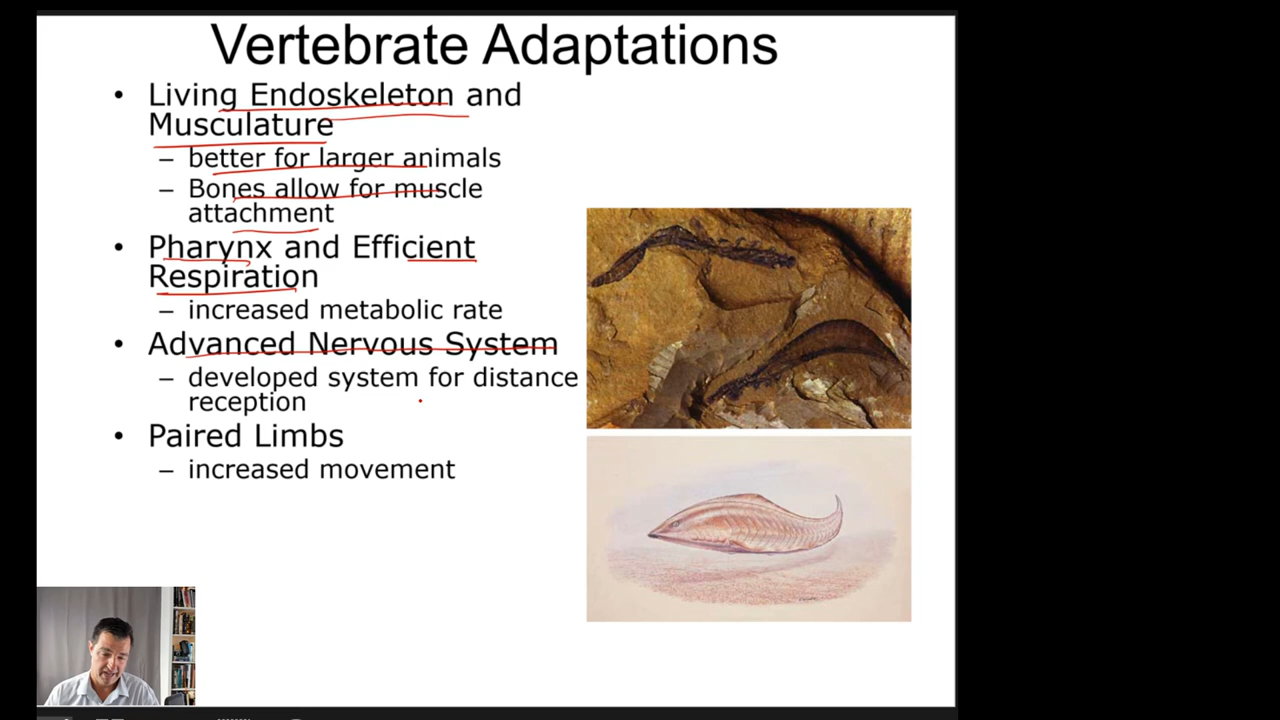 Vertebrate Adaptations
• Living Endoskeleton and
Musculature
– better for larger animals
– Bones allow for muscle
attachment
• Pharynx and Efficient
Respiration
– increased metabolic rate
• Advanced Nervous System
– developed system for distance
reception
• Paired Limbs
– increased movement